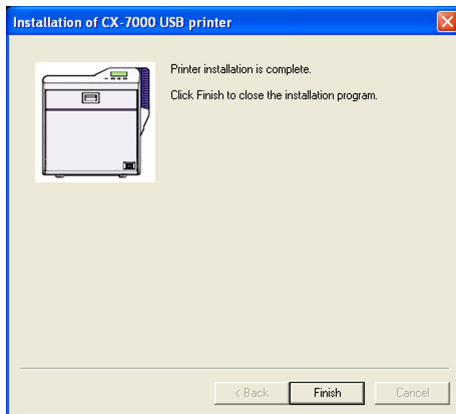 Installation of CX-7000 USB printer
Printer installation is complete.
Click Finish to close the installation program.
< Back
Finish
Cancel